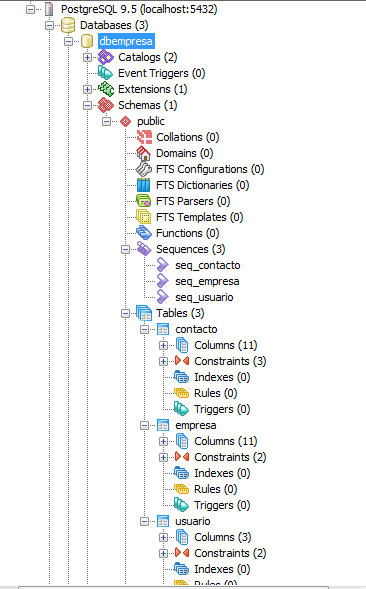 PostgreSQL 9.5 (localhost:5432)
Databases (3)
dbempresa
Catalogs (2)
Event Triggers (0)
Extensions (1)
Schemas (1)
public
Collations (0)
Domains (0)
FTS Configurations (0)
FTS Dictionaries (0)
FTS Parsers (0)
FTS Templates (0)
Functions (0)
Sequences (3)
seq_contacto
seq_empresa
seq_usuario
Tables (3)
contacto
Columns (11)
Constraints (3)
Indexes (0)
Rules (0)
Triggers (0)
empresa
Columns (11)
Constraints (2)
Indexes (0)
Rules (0)
Triggers (0)
usuario
Columns (3)
Constraints (2)
Indexes (0)
Rules (0)